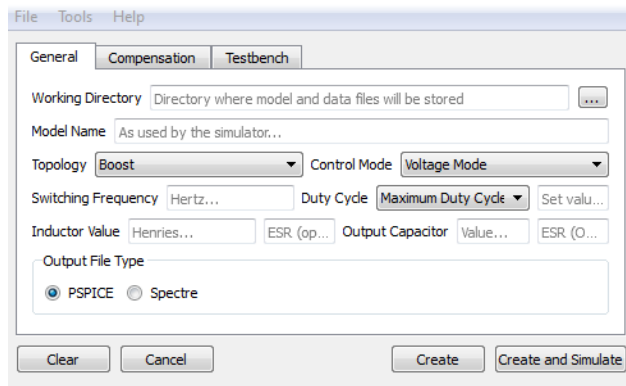 File Tools Help
General Compensation Testbench
Working Directory Directory where model and data files will be stored ...
Model Name As used by the simulator...
Topology Boost Control Mode Voltage Mode
Switching Frequency Hertz... Duty Cycle Maximum Duty Cycle Set valu...
Inductor Value Henries... ESR (op... Output Capacitor Value... ESR (O...
Output File Type
PSPICE Spectre
Clear Cancel Create Create and Simulate